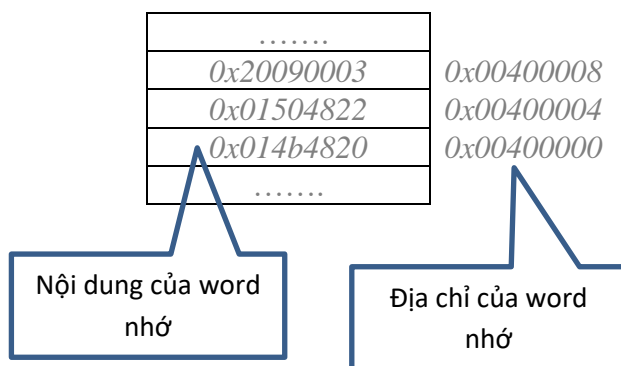 …….
0x20090003 0x00400008
0x01504822 0x00400004
0x014b4820 0x00400000
…….
Nội dung của word
nhớ
Địa chỉ của word
nhớ